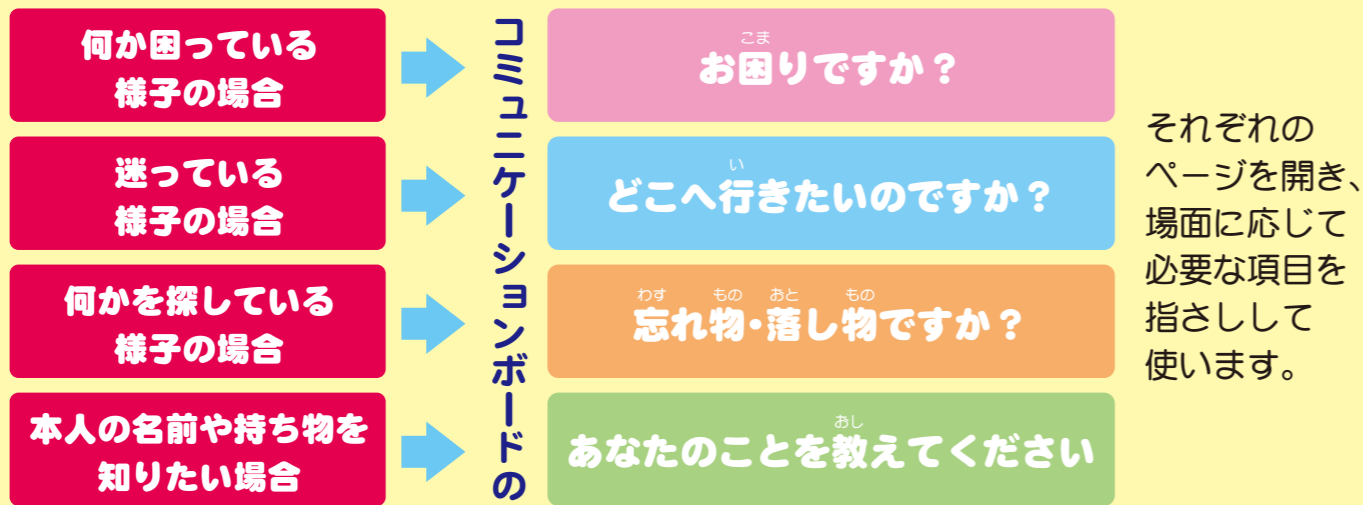 何か困っている
様子の場合
迷っている
様子の場合
何かを探している
様子の場合
本人の名前や持ち物を
知りたい場合
コミュニケーションボードの
こま
お困りですか？
い
どこへ行きたいのですか？
わす もの おと もの
忘れ物・落し物ですか？
おし
あなたのことを教えてください
それぞれの
ページを開き、
場面に応じて
必要な項目を
指さしして
使います。